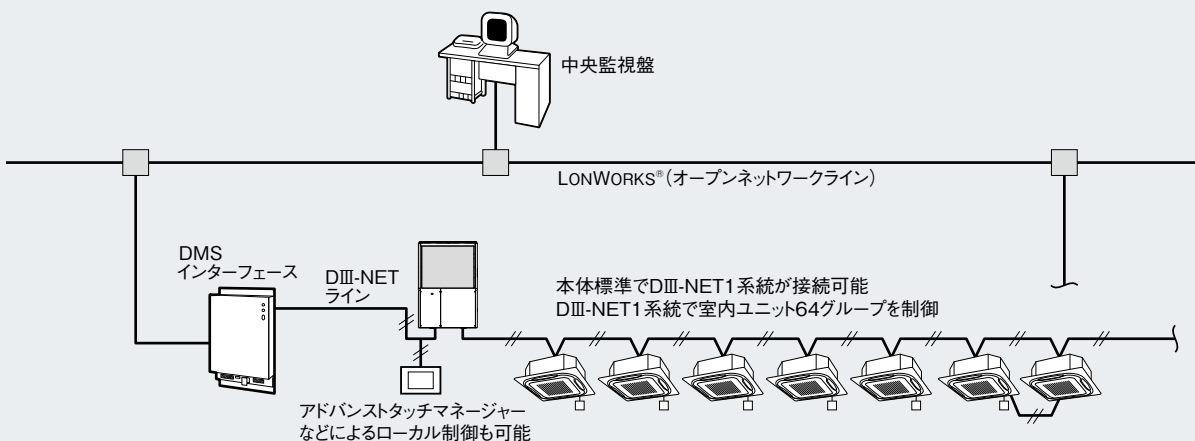 中央監視盤
LONWORKS®(オープンネットワークライン)
DMS
インターフェース
DⅢ-NET
ライン
本体標準でDⅢ-NET1系統が接続可能
DⅢ-NET1系統で室内ユニット64グループを制御
アドバンストタッチマネージャー
などによるローカル制御も可能